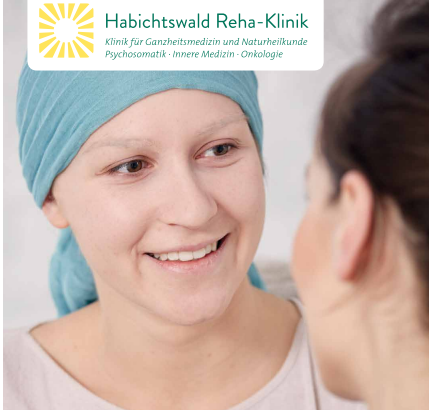 Habichtswald Reha-Klinik
Klinik für Ganzheitsmedizin und Naturheilkunde
Psychosomatik · Innere Medizin · Onkologie